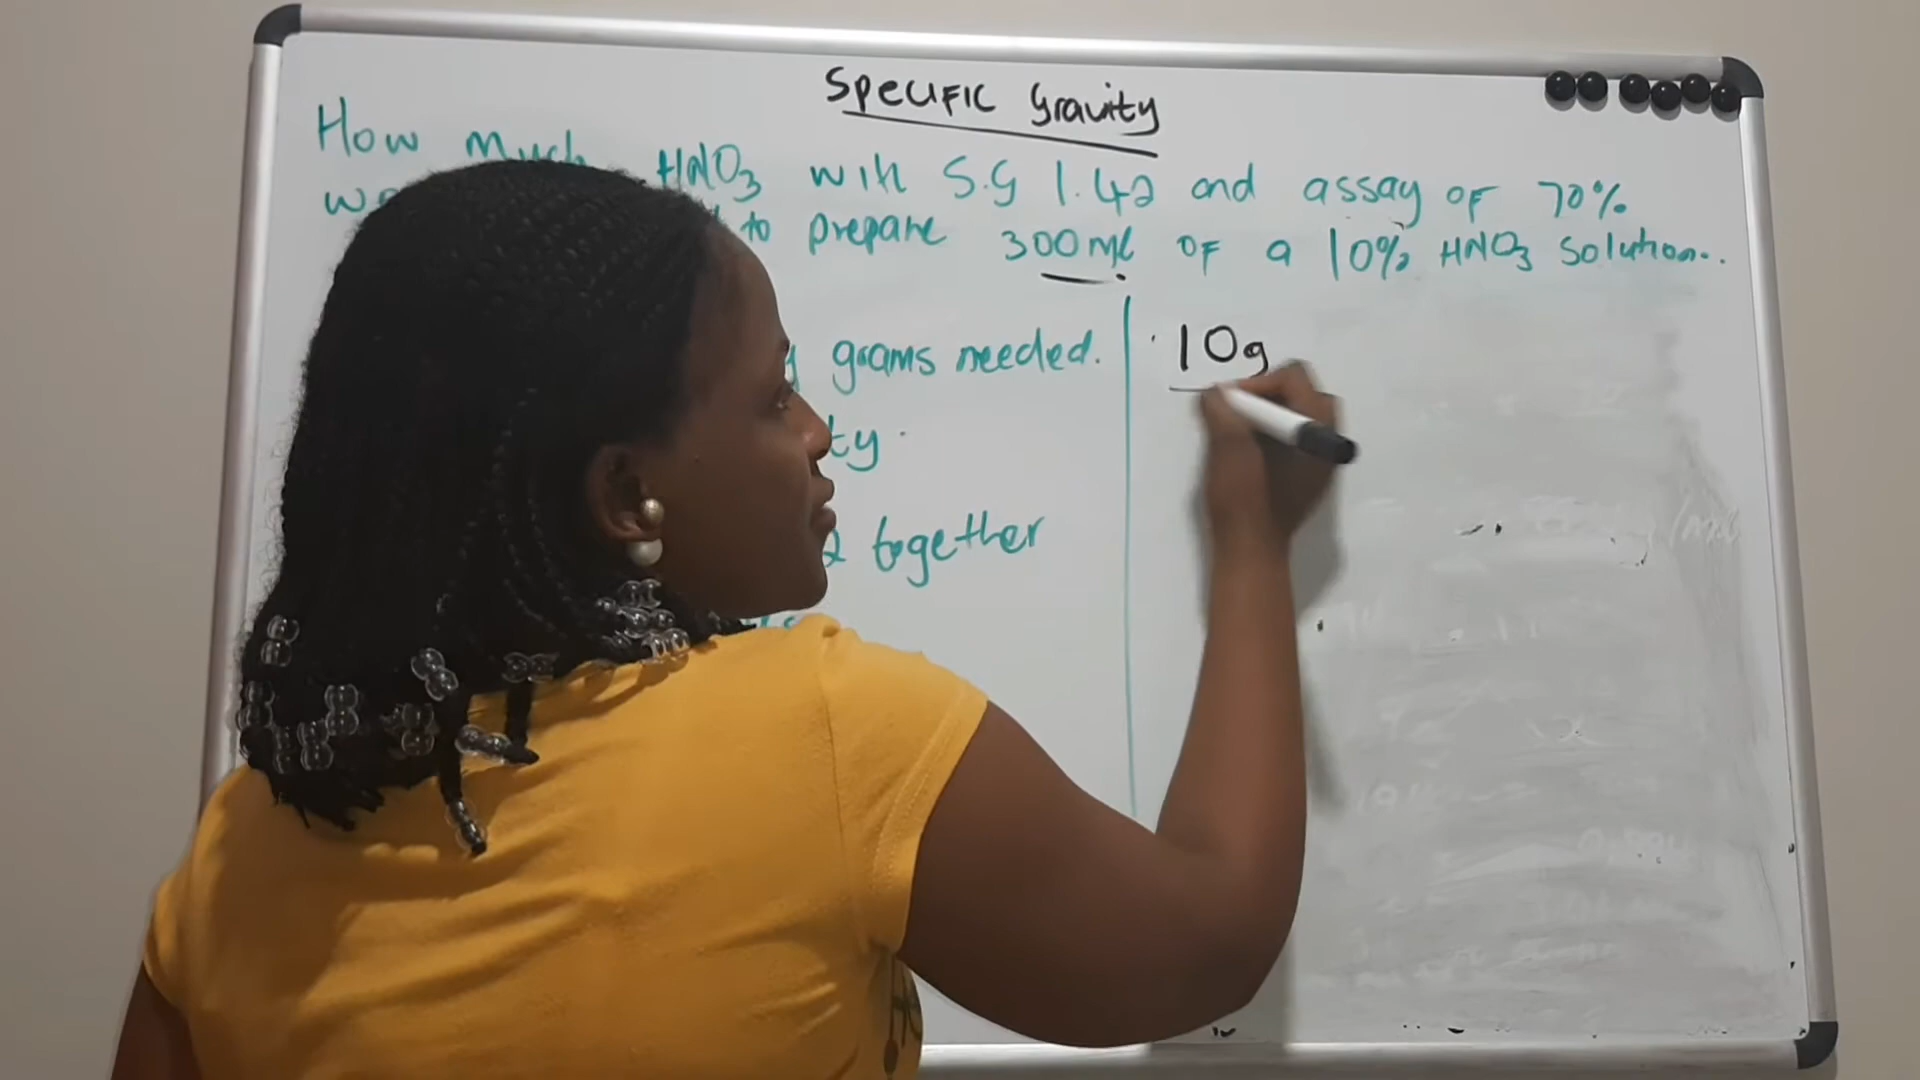 Specific Gravity
How much HNO3 with S.G 1.42 and assay of 70%
to prepare 300ml of a 10% HNO3 solution..
grams needed. 10g
together